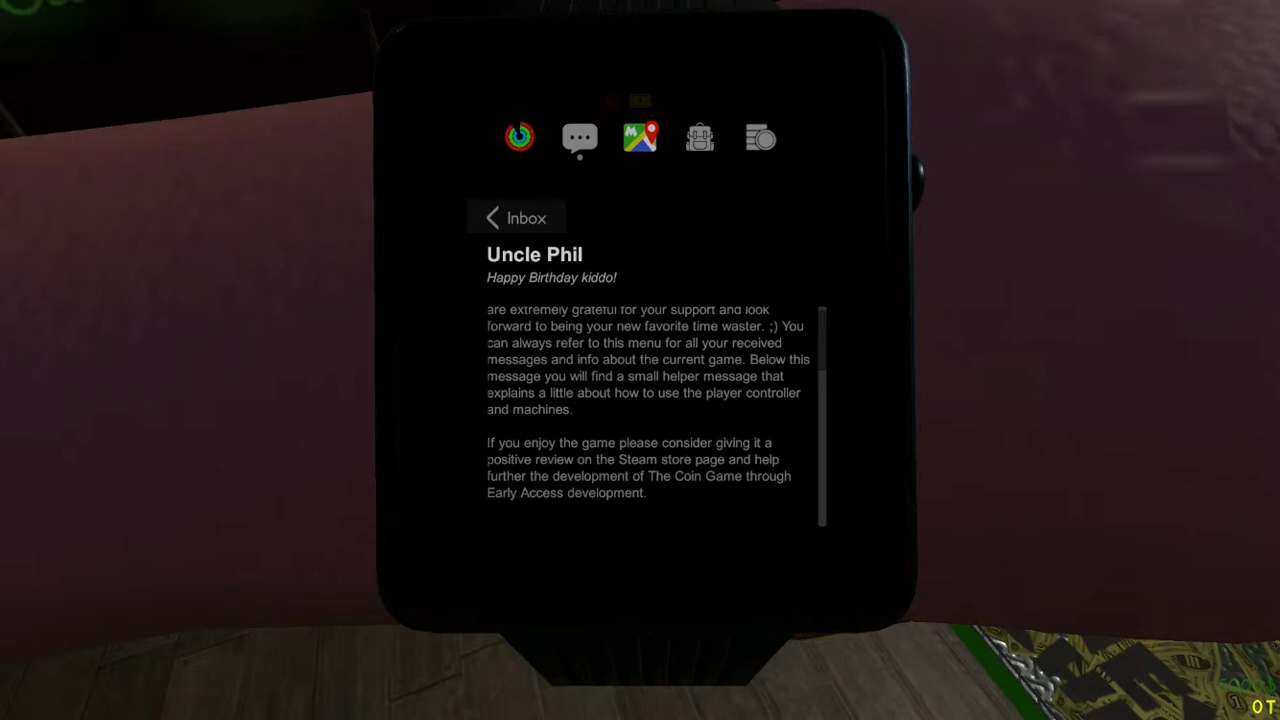 Inbox
Uncle Phil
Happy Birthday kiddo!
are extremely grateful for your support and look
forward to being your new favorite time waster. ;) You
can always refer to this menu for all your received
messages and info about the current game. Below this
message you will find a small helper message that
explains a little about how to use the player controller
and machines.
If you enjoy the game please consider giving it a
positive review on the Steam store page and help
further the development of The Coin Game through
Early Access development.
0T